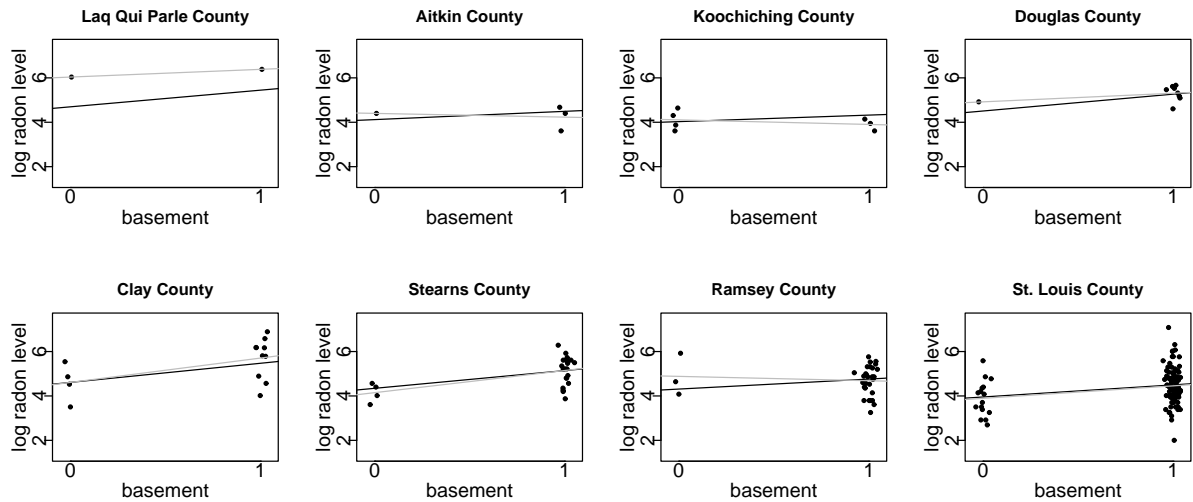 Laq Qui Parle County
Aitkin County
Koochiching County
Douglas County
log radon level
2 4 6
0 1
basement
log radon level
2 4 6
0 1
basement
log radon level
2 4 6
0 1
basement
log radon level
2 4 6
0 1
basement
Clay County
Stearns County
Ramsey County
St. Louis County
log radon level
2 4 6
0 1
basement
log radon level
2 4 6
0 1
basement
log radon level
2 4 6
0 1
basement
log radon level
2 4 6
0 1
basement